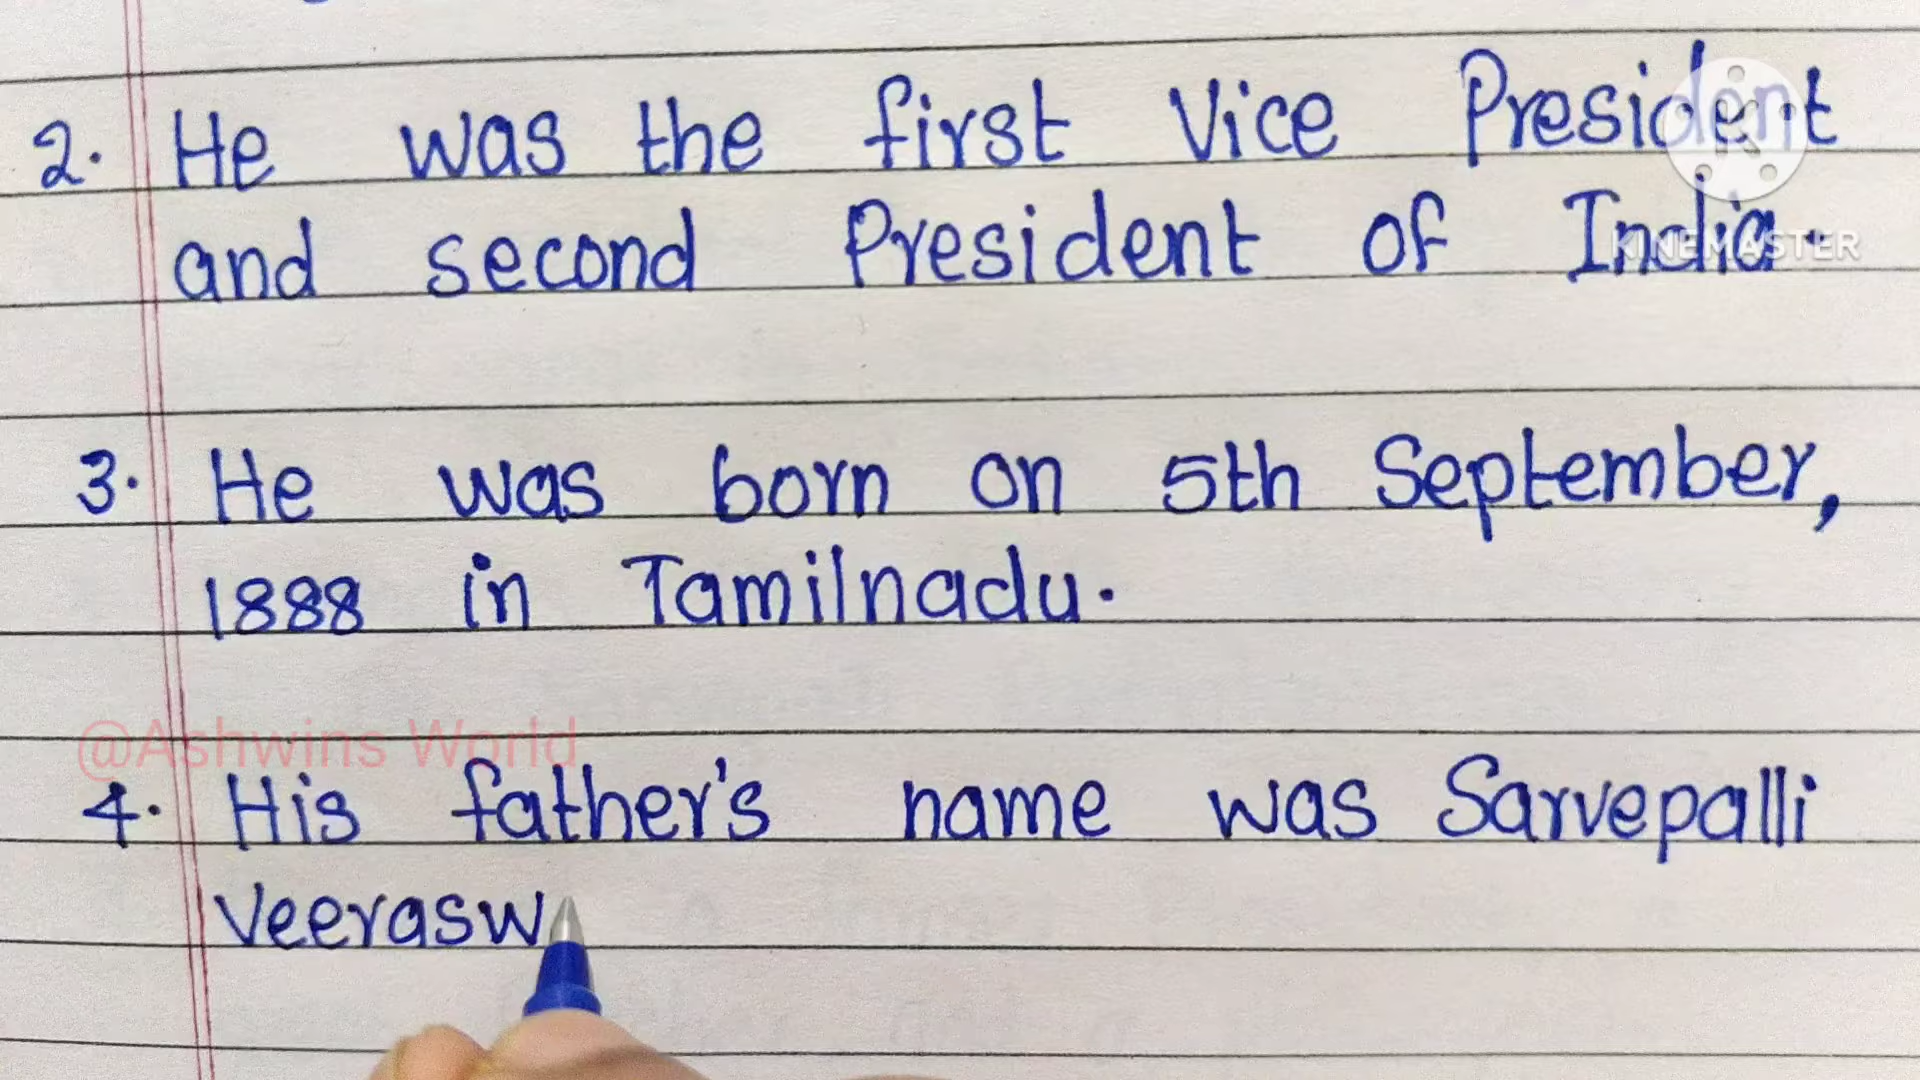 2. He was the first Vice President
and second President of India.
KINEMASTER
3. He was born on 5th September,
1888 in Tamilnadu.
@Ashwins World
4. His father's name was Sarvepalli
Veerasw